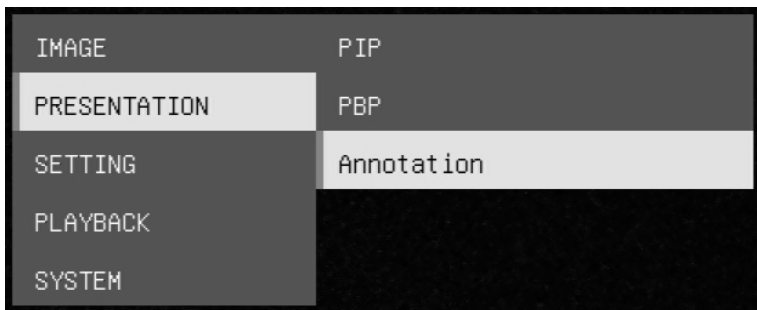 IMAGE
PRESENTATION
SETTING
PLAYBACK
SYSTEM
PIP
PBP
Annotation